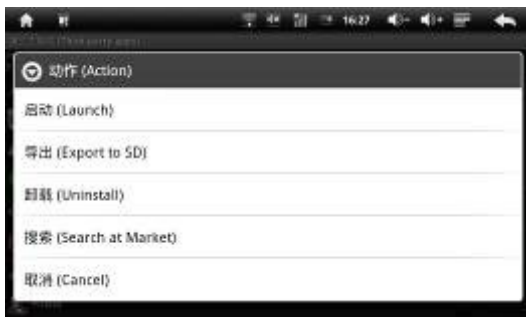 16:27
动作 (Action)
启动 (Launch)
导出 (Export to SD)
卸载 (Uninstall)
搜索 (Search at Market)
取消 (Cancel)